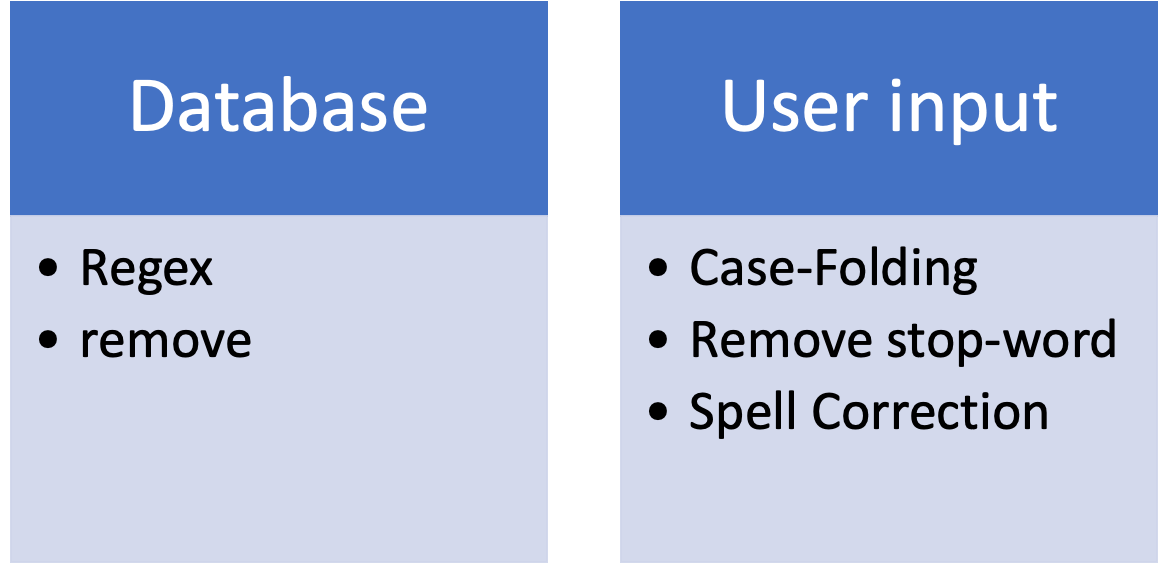 Database
• Regex
• remove
User input
• Case-Folding
• Remove stop-word
• Spell Correction